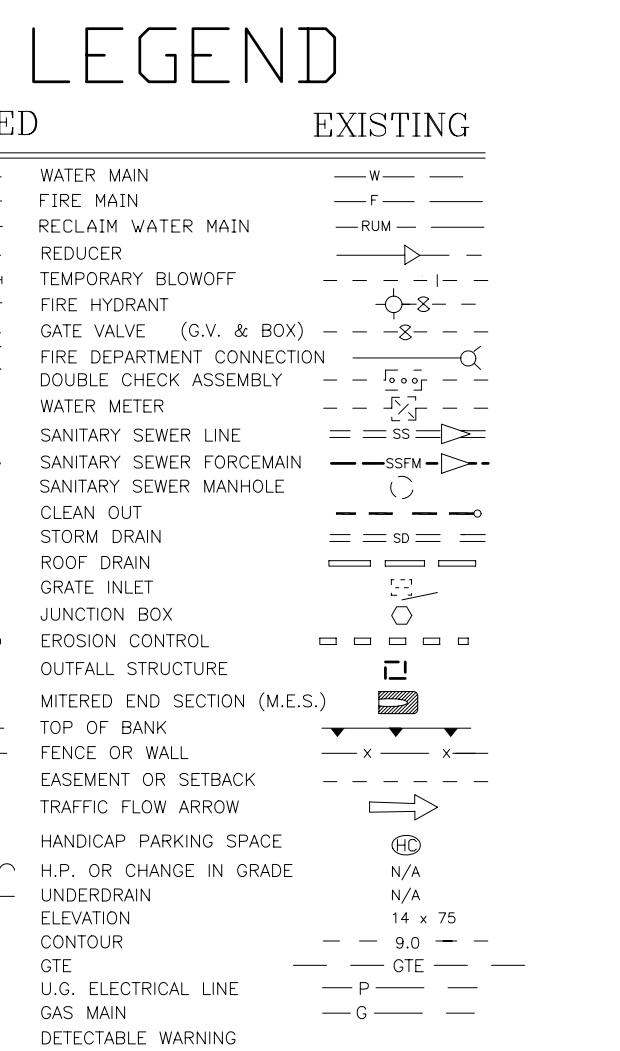 LEGEND
ED EXISTING
WATER MAIN W
FIRE MAIN F
RECLAIM WATER MAIN RUM
REDUCER
TEMPORARY BLOWOFF
FIRE HYDRANT
GATE VALVE (G.V. & BOX)
FIRE DEPARTMENT CONNECTION
DOUBLE CHECK ASSEMBLY
WATER METER
SANITARY SEWER LINE SS
SANITARY SEWER FORCEMAIN SSFM
SANITARY SEWER MANHOLE
CLEAN OUT
STORM DRAIN SD
ROOF DRAIN
GRATE INLET
JUNCTION BOX
EROSION CONTROL
OUTFALL STRUCTURE
MITERED END SECTION (M.E.S.)
TOP OF BANK
FENCE OR WALL x x
EASEMENT OR SETBACK
TRAFFIC FLOW ARROW
HANDICAP PARKING SPACE HC
H.P. OR CHANGE IN GRADE N/A
UNDERDRAIN N/A
ELEVATION 14 x 75
CONTOUR 9.0
GTE GTE
U.G. ELECTRICAL LINE P
GAS MAIN G
DETECTABLE WARNING